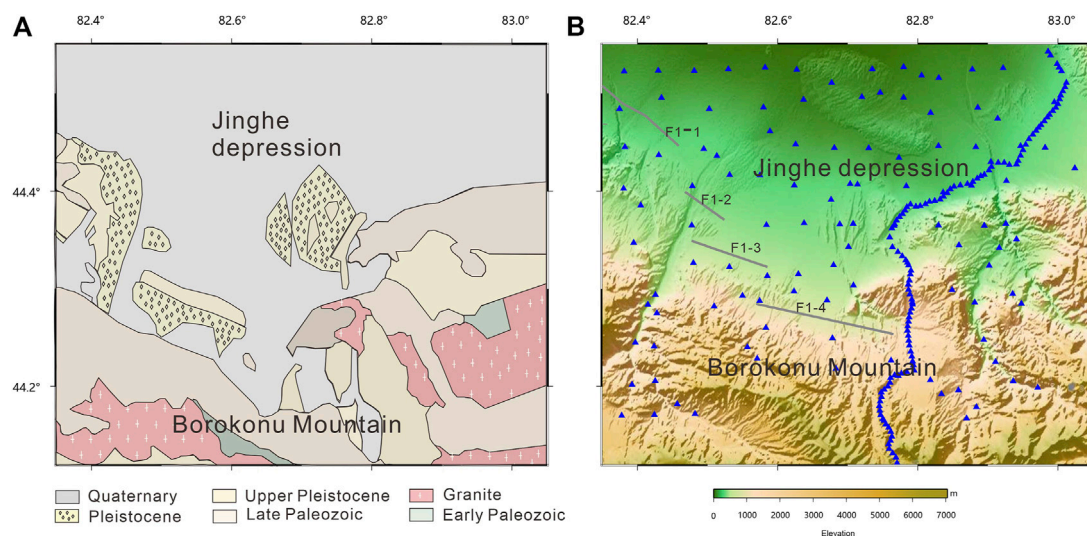 A
82.4°
82.6°
82.8°
83.0°
44.4°
44.2°
Jinghe
depression
Borokonu Mountain
Quaternary
Pleistocene
Upper Pleistocene
Late Paleozoic
Granite
Early Paleozoic
B
82.4°
82.6°
82.8°
83.0°
F1-1
F1-2
F1-3
F1-4
Jinghe depression
Borokonu Mountain
0 1000 2000 3000 4000 5000 6000 7000 m
Elevation